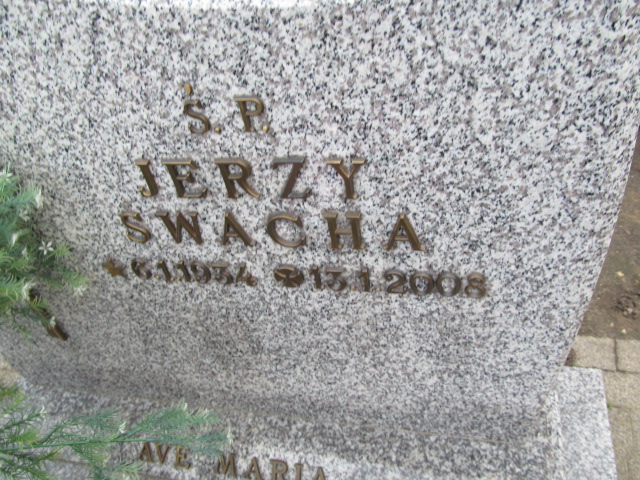 Ś. P.
JERZY
SWACHA
★ 6.1.1934 ✝ 13.1.2008
AVE MARIA